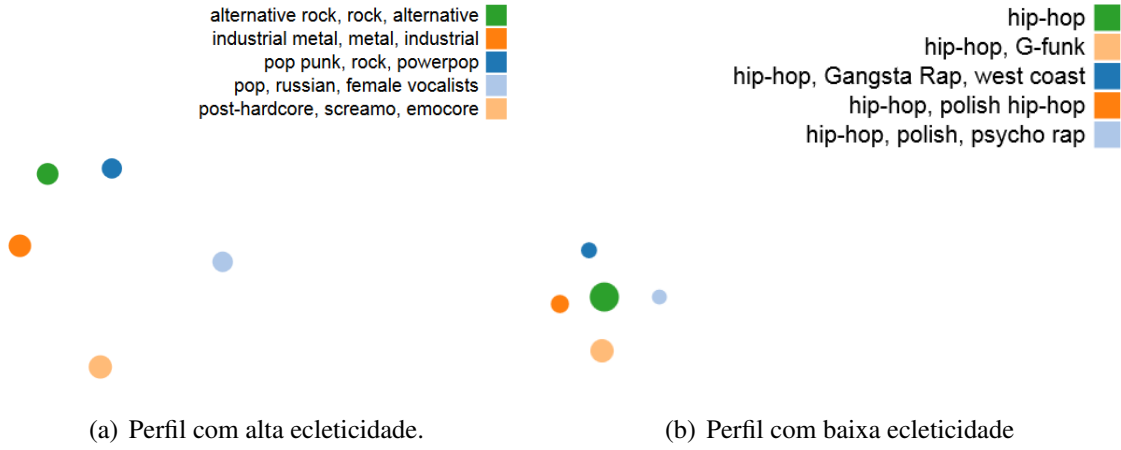 alternative rock, rock, alternative
industrial metal, metal, industrial
pop punk, rock, powerpop
pop, russian, female vocalists
post-hardcore, screamo, emocore
hip-hop
hip-hop, G-funk
hip-hop, Gangsta Rap, west coast
hip-hop, polish hip-hop
hip-hop, polish, psycho rap
(a) Perfil com alta ecleticidade.
(b) Perfil com baixa ecleticidade